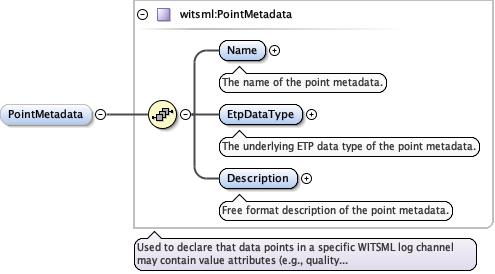 witsml:PointMetadata
Name
The name of the point metadata.
PointMetadata
EtpDataType
The underlying ETP data type of the point metadata.
Description
Free format description of the point metadata.
Used to declare that data points in a specific WITSML log channel
may contain value attributes (e.g., quality...